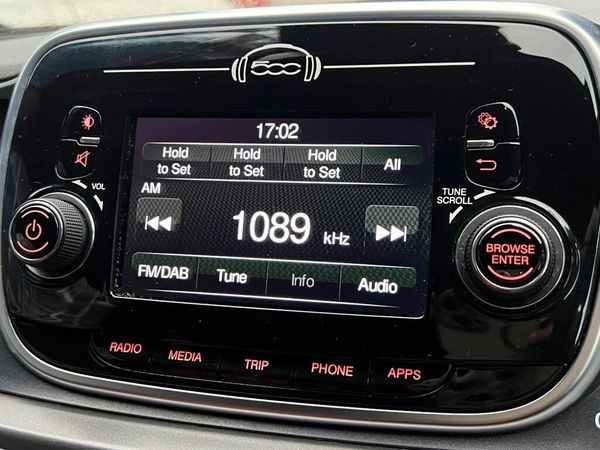 500
17:02
Hold to Set
Hold to Set
Hold to Set
All
AM
1089 kHz
FM/DAB
Tune
Info
Audio
VOL
TUNE
SCROLL
BROWSE
ENTER
RADIO
MEDIA
TRIP
PHONE
APPS